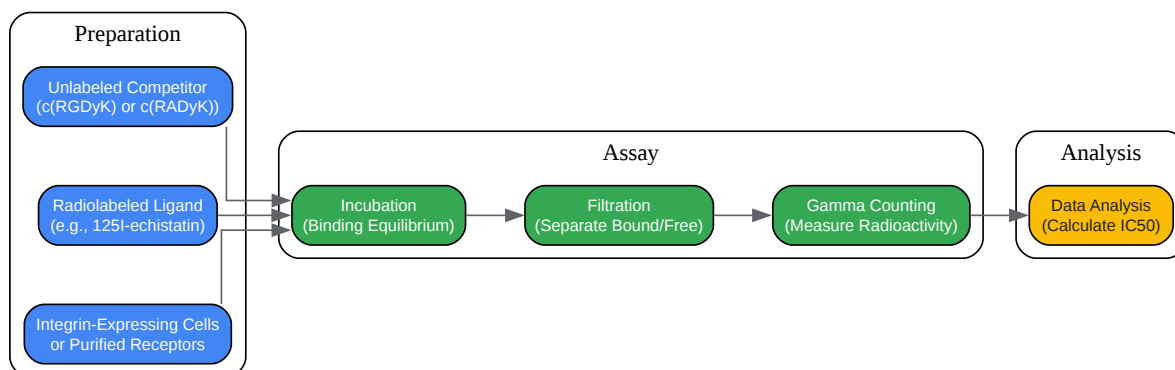 Preparation
Unlabeled Competitor
(c(RGDyK) or c(RADyK))
Radiolabeled Ligand
(e.g., 125I-echistatin)
Integrin-Expressing Cells
or Purified Receptors
Assay
Incubation
(Binding Equilibrium)
Filtration
(Separate Bound/Free)
Gamma Counting
(Measure Radioactivity)
Analysis
Data Analysis
(Calculate IC50)